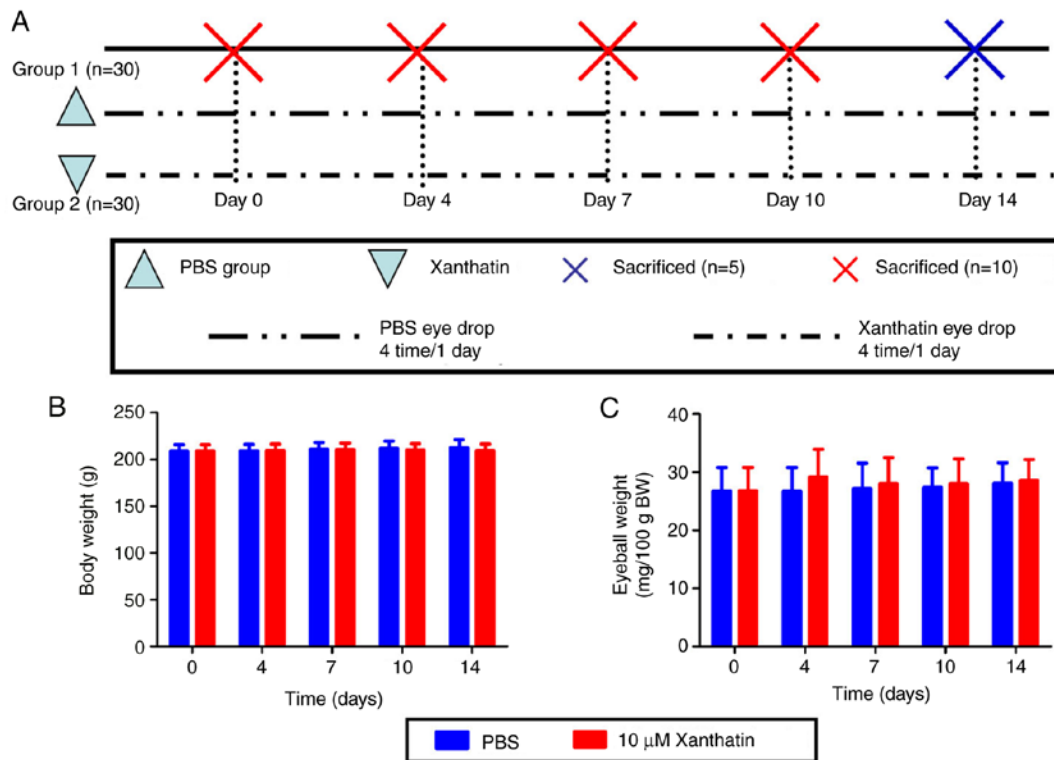 A
Group 1 (n=30)
Group 2 (n=30)
Day 0
Day 4
Day 7
Day 10
Day 14
PBS group
Xanthatin
Sacrificed (n=5)
Sacrificed (n=10)
PBS eye drop
4 time/1 day
Xanthatin eye drop
4 time/1 day
B
Body weight (g)
250
200
150
100
50
0
0
4
7
10
14
Time (days)
C
Eyeball weight
(mg/100 g BW)
40
30
20
10
0
0
4
7
10
14
Time (days)
PBS
10 μM Xanthatin